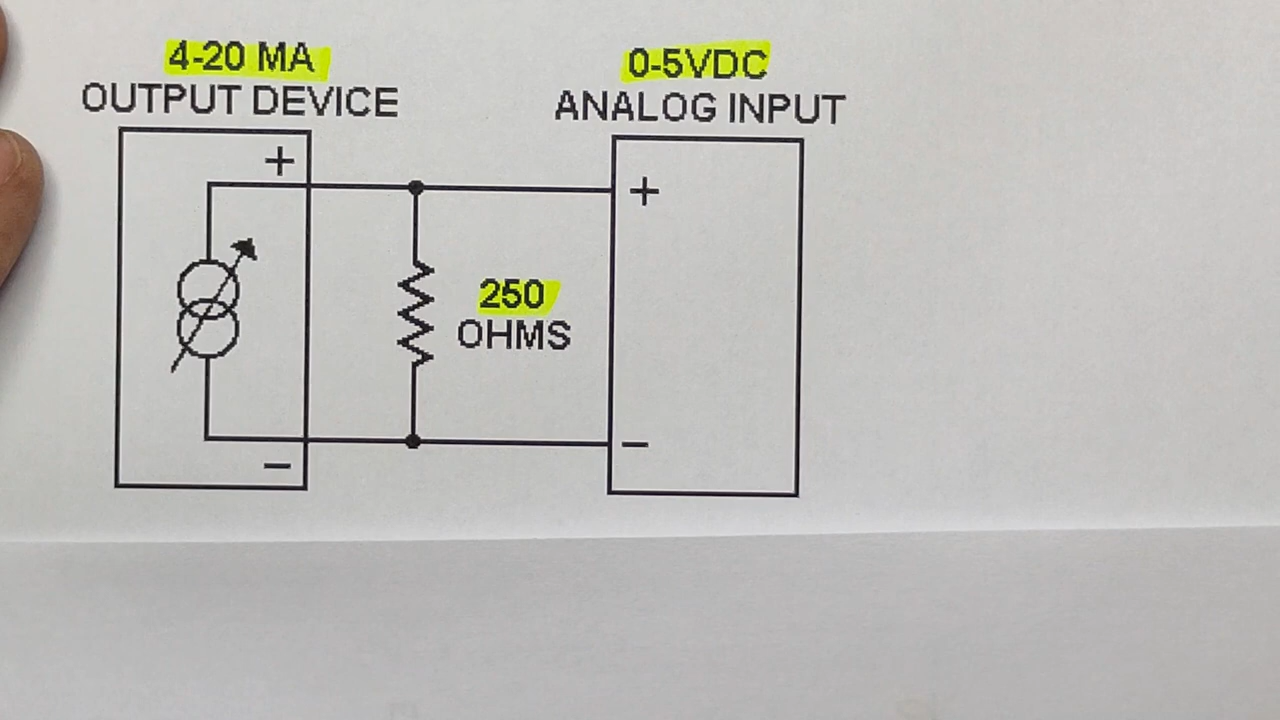 4-20 MA
OUTPUT DEVICE
0-5VDC
ANALOG INPUT
+
+
250
OHMS
−
−